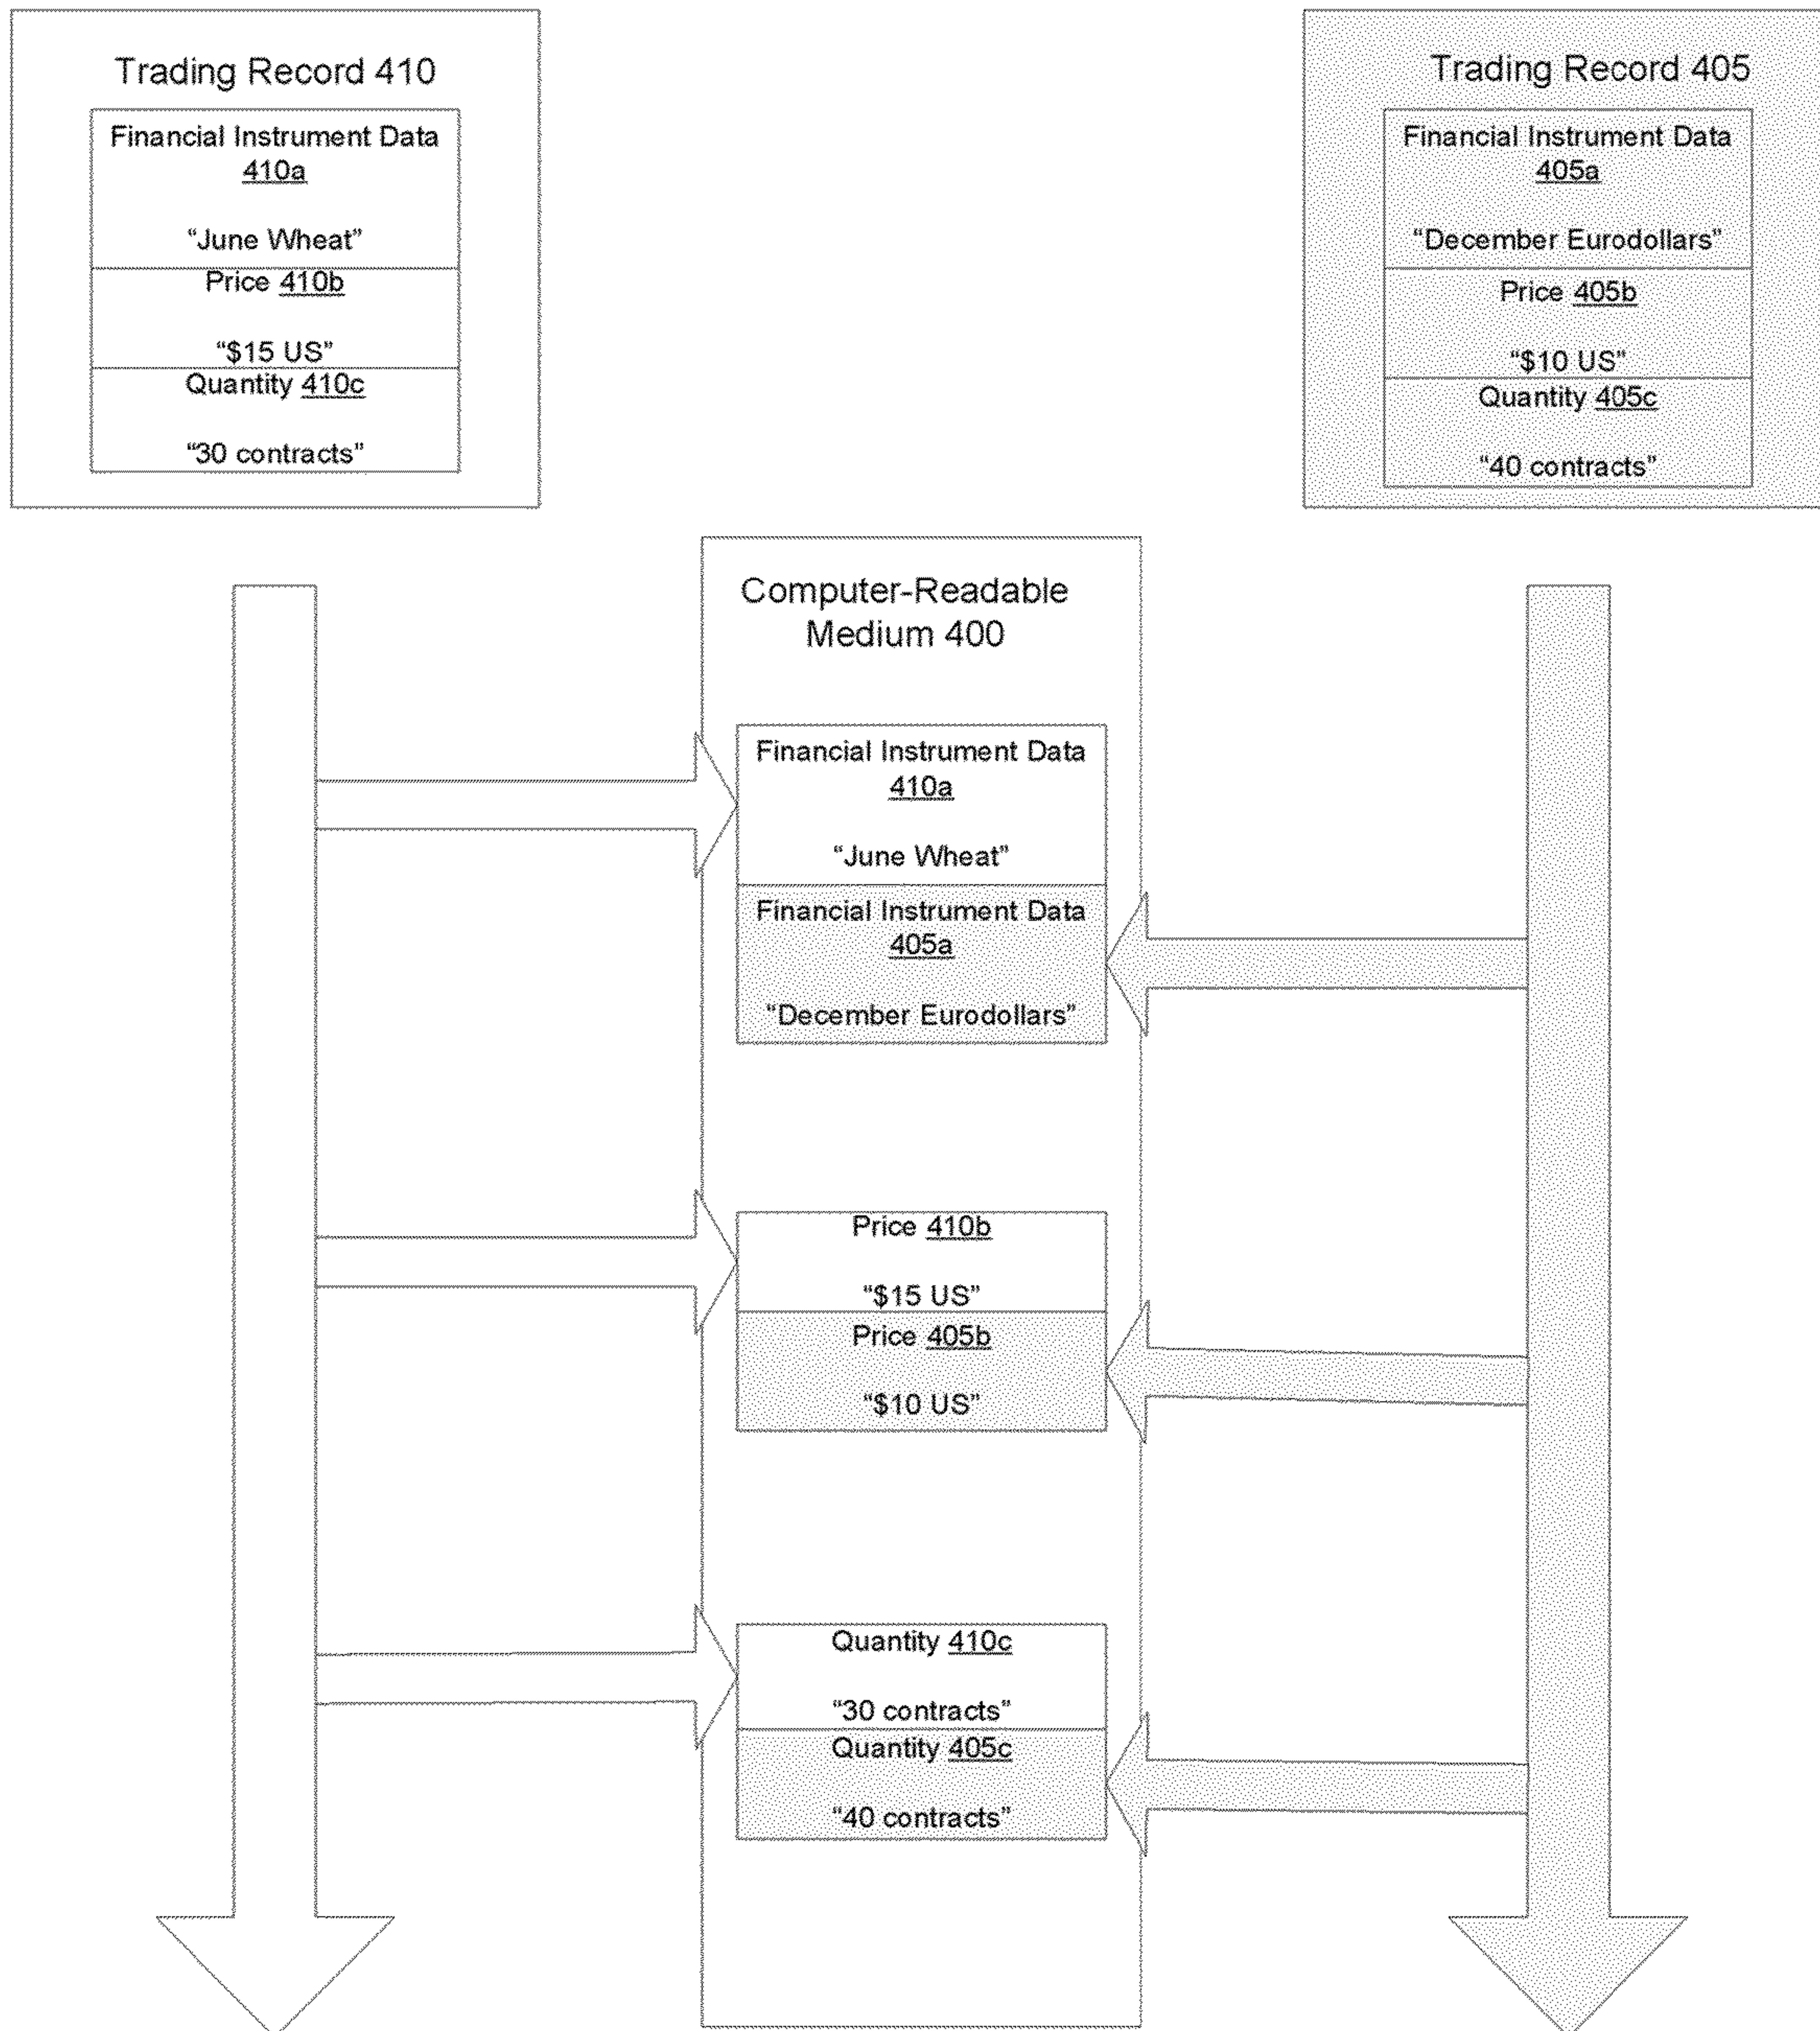 Trading Record 410
Financial Instrument Data
410a
“June Wheat”
Price 410b
“$15 US”
Quantity 410c
“30 contracts”
Trading Record 405
Financial Instrument Data
405a
“December Eurodollars”
Price 405b
“$10 US”
Quantity 405c
“40 contracts”
Computer-Readable
Medium 400
Financial Instrument Data
410a
“June Wheat”
Financial Instrument Data
405a
“December Eurodollars”
Price 410b
“$15 US”
Price 405b
“$10 US”
Quantity 410c
“30 contracts”
Quantity 405c
“40 contracts”